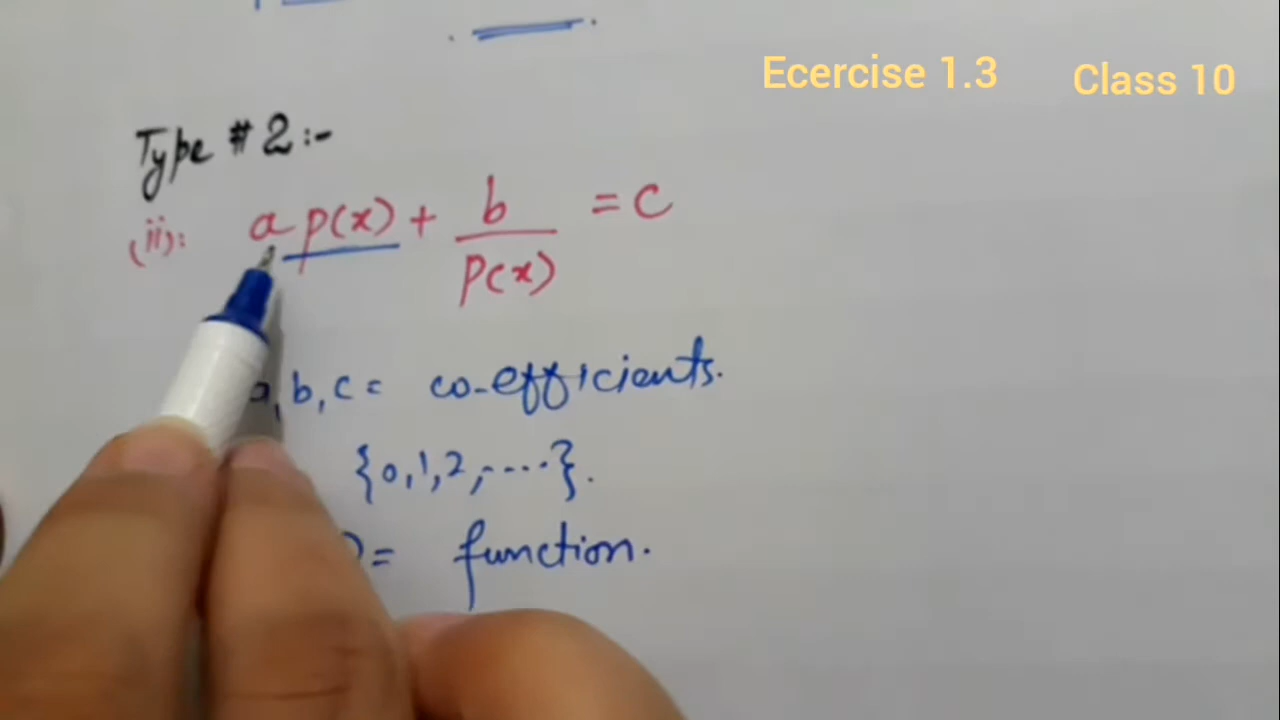 Ecercise 1.3 Class 10
Type # 2:-
(ii): a p(x) + b/p(x) = c
a, b, c = co-efficients.
{0, 1, 2, ....}.
) = function.